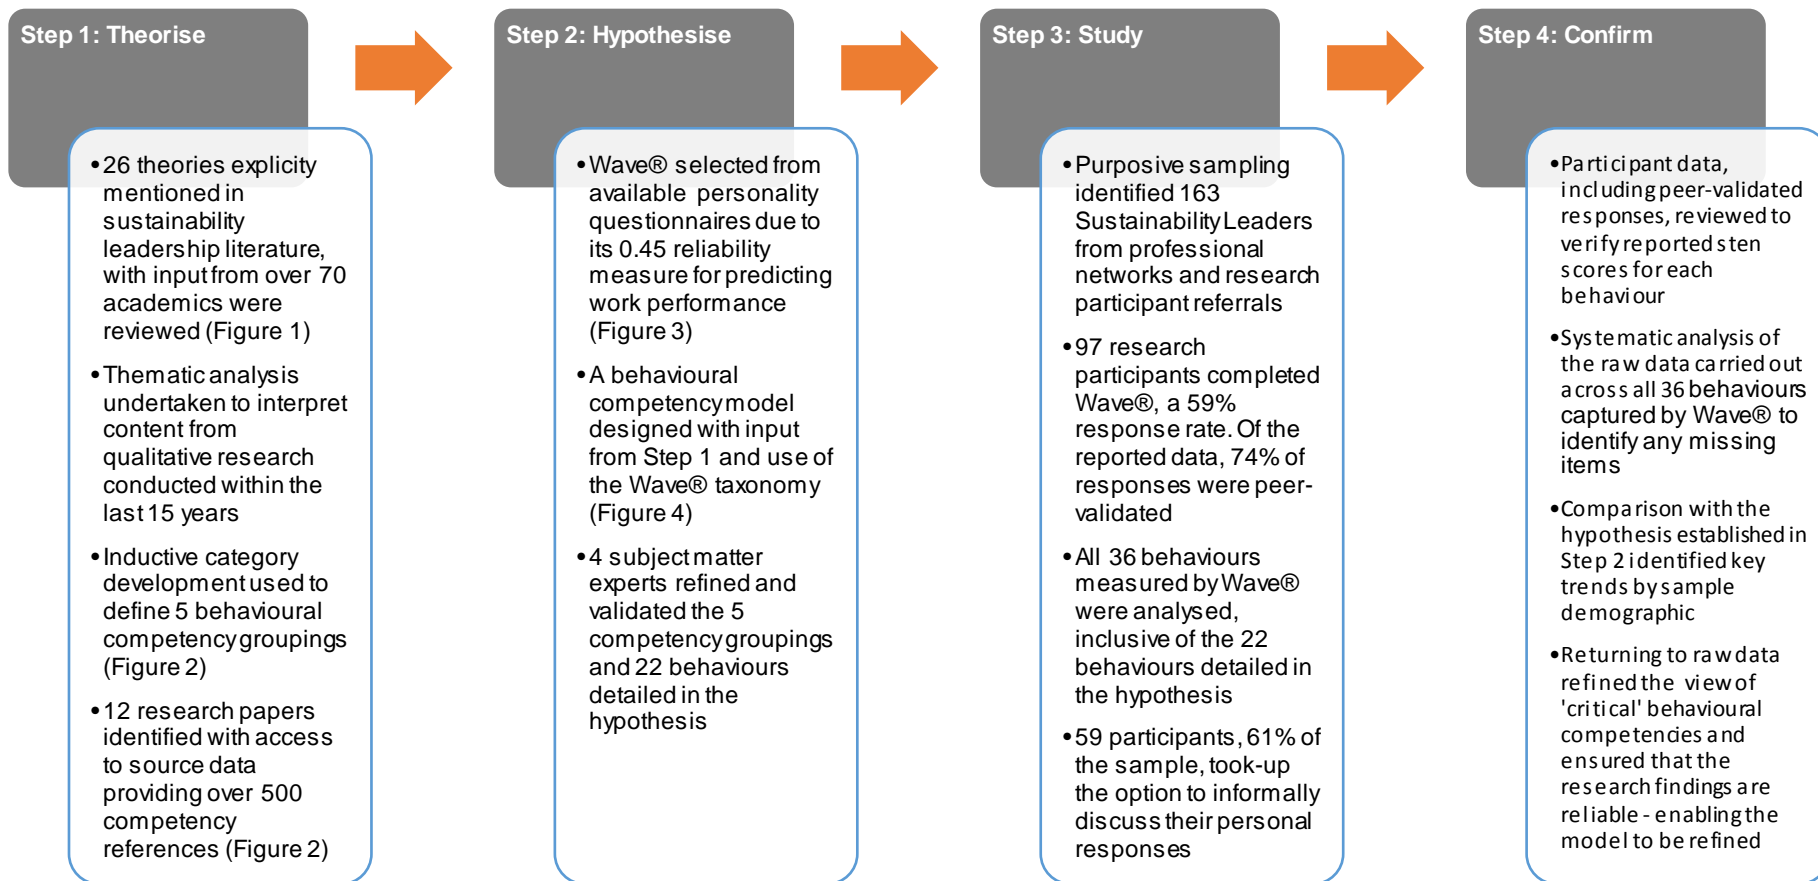 Step 1: Theorise
•26 theories explicity
mentioned in
sustainability
leadership literature,
with input from over 70
academics were
reviewed (Figure 1)
•Thematic analysis
undertaken to interpret
content from
qualitative research
conducted within the
last 15 years
•Inductive category
development used to
define 5 behavioural
competency groupings
(Figure 2)
•12 research papers
identified with access
to source data
providing over 500
competency
references (Figure 2)
Step 2: Hypothesise
•Wave® selected from
available personality
questionnaires due to
its 0.45 reliability
measure for predicting
work performance
(Figure 3)
•A behavioural
competency model
designed with input
from Step 1 and use of
the Wave® taxonomy
(Figure 4)
•4 subject matter
experts refined and
validated the 5
competency groupings
and 22 behaviours
detailed in the
hypothesis
Step 3: Study
•Purposive sampling
identified 163
Sustainability Leaders
from professional
networks and research
participant referrals
•97 research
participants completed
Wave®, a 59%
response rate. Of the
reported data, 74% of
responses were peer-
validated
•All 36 behaviours
measured by Wave®
were analysed,
inclusive of the 22
behaviours detailed in
the hypothesis
•59 participants, 61% of
the sample, took-up
the option to informally
discuss their personal
responses
Step 4: Confirm
•Participant data,
including peer-validated
responses, reviewed to
verify reported sten
scores for each
behaviour
•Systematic analysis of
the raw data carried out
across all 36 behaviours
captured by Wave® to
identify any missing
items
•Comparison with the
hypothesis established in
Step 2 identified key
trends by sample
demographic
•Returning to raw data
refined the view of
'critical' behavioural
competencies and
ensured that the
research findings are
reliable - enabling the
model to be refined